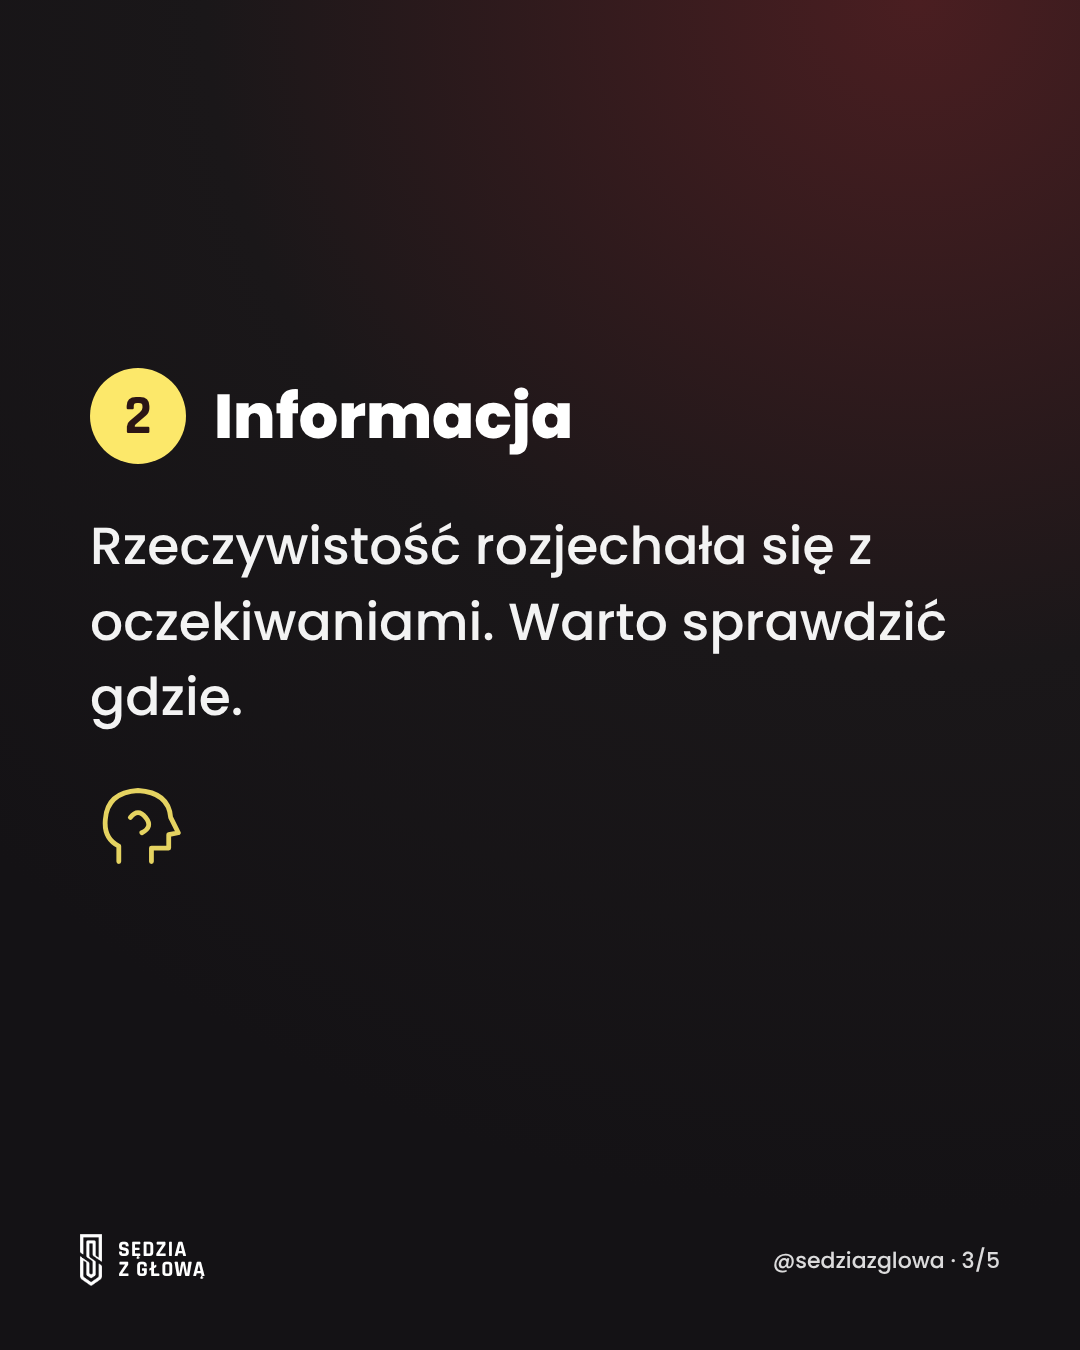 2 Informacja
Rzeczywistość rozjechała się z
oczekiwaniami. Warto sprawdzić
gdzie.
SĘDZIA
Z GŁOWĄ
@sedziazglowa · 3/5